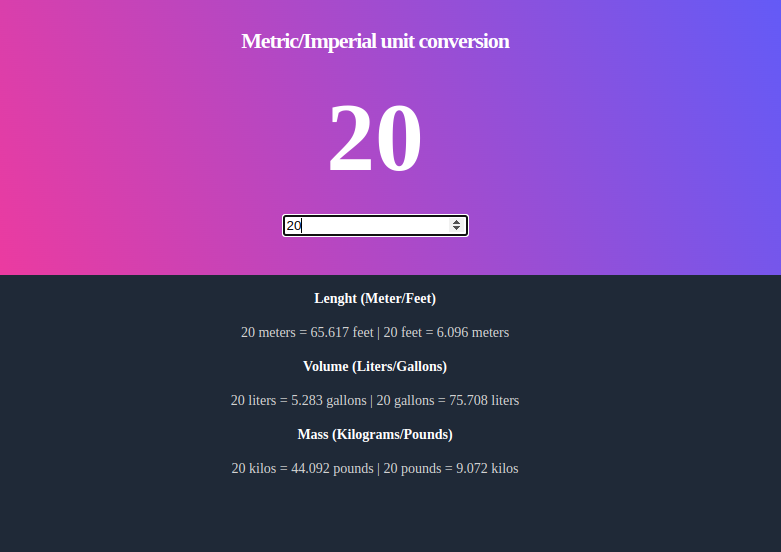 Metric/Imperial unit conversion
20
20
Lenght (Meter/Feet)
20 meters = 65.617 feet | 20 feet = 6.096 meters
Volume (Liters/Gallons)
20 liters = 5.283 gallons | 20 gallons = 75.708 liters
Mass (Kilograms/Pounds)
20 kilos = 44.092 pounds | 20 pounds = 9.072 kilos